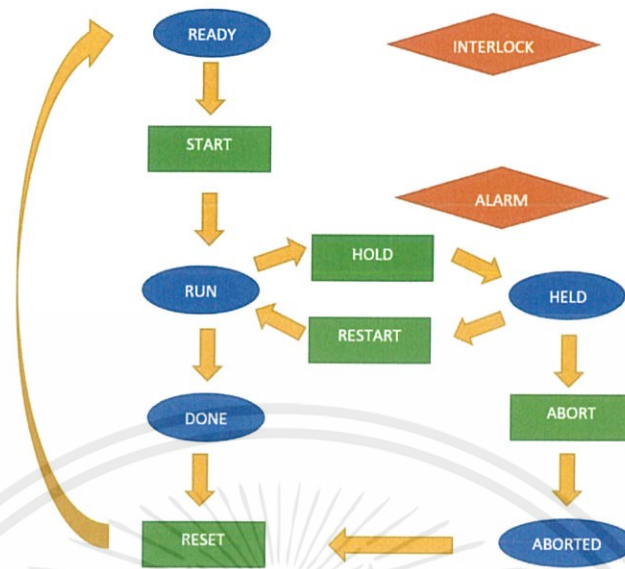 READY
INTERLOCK
START
ALARM
HOLD
RUN
HELD
RESTART
DONE
ABORT
RESET
ABORTED